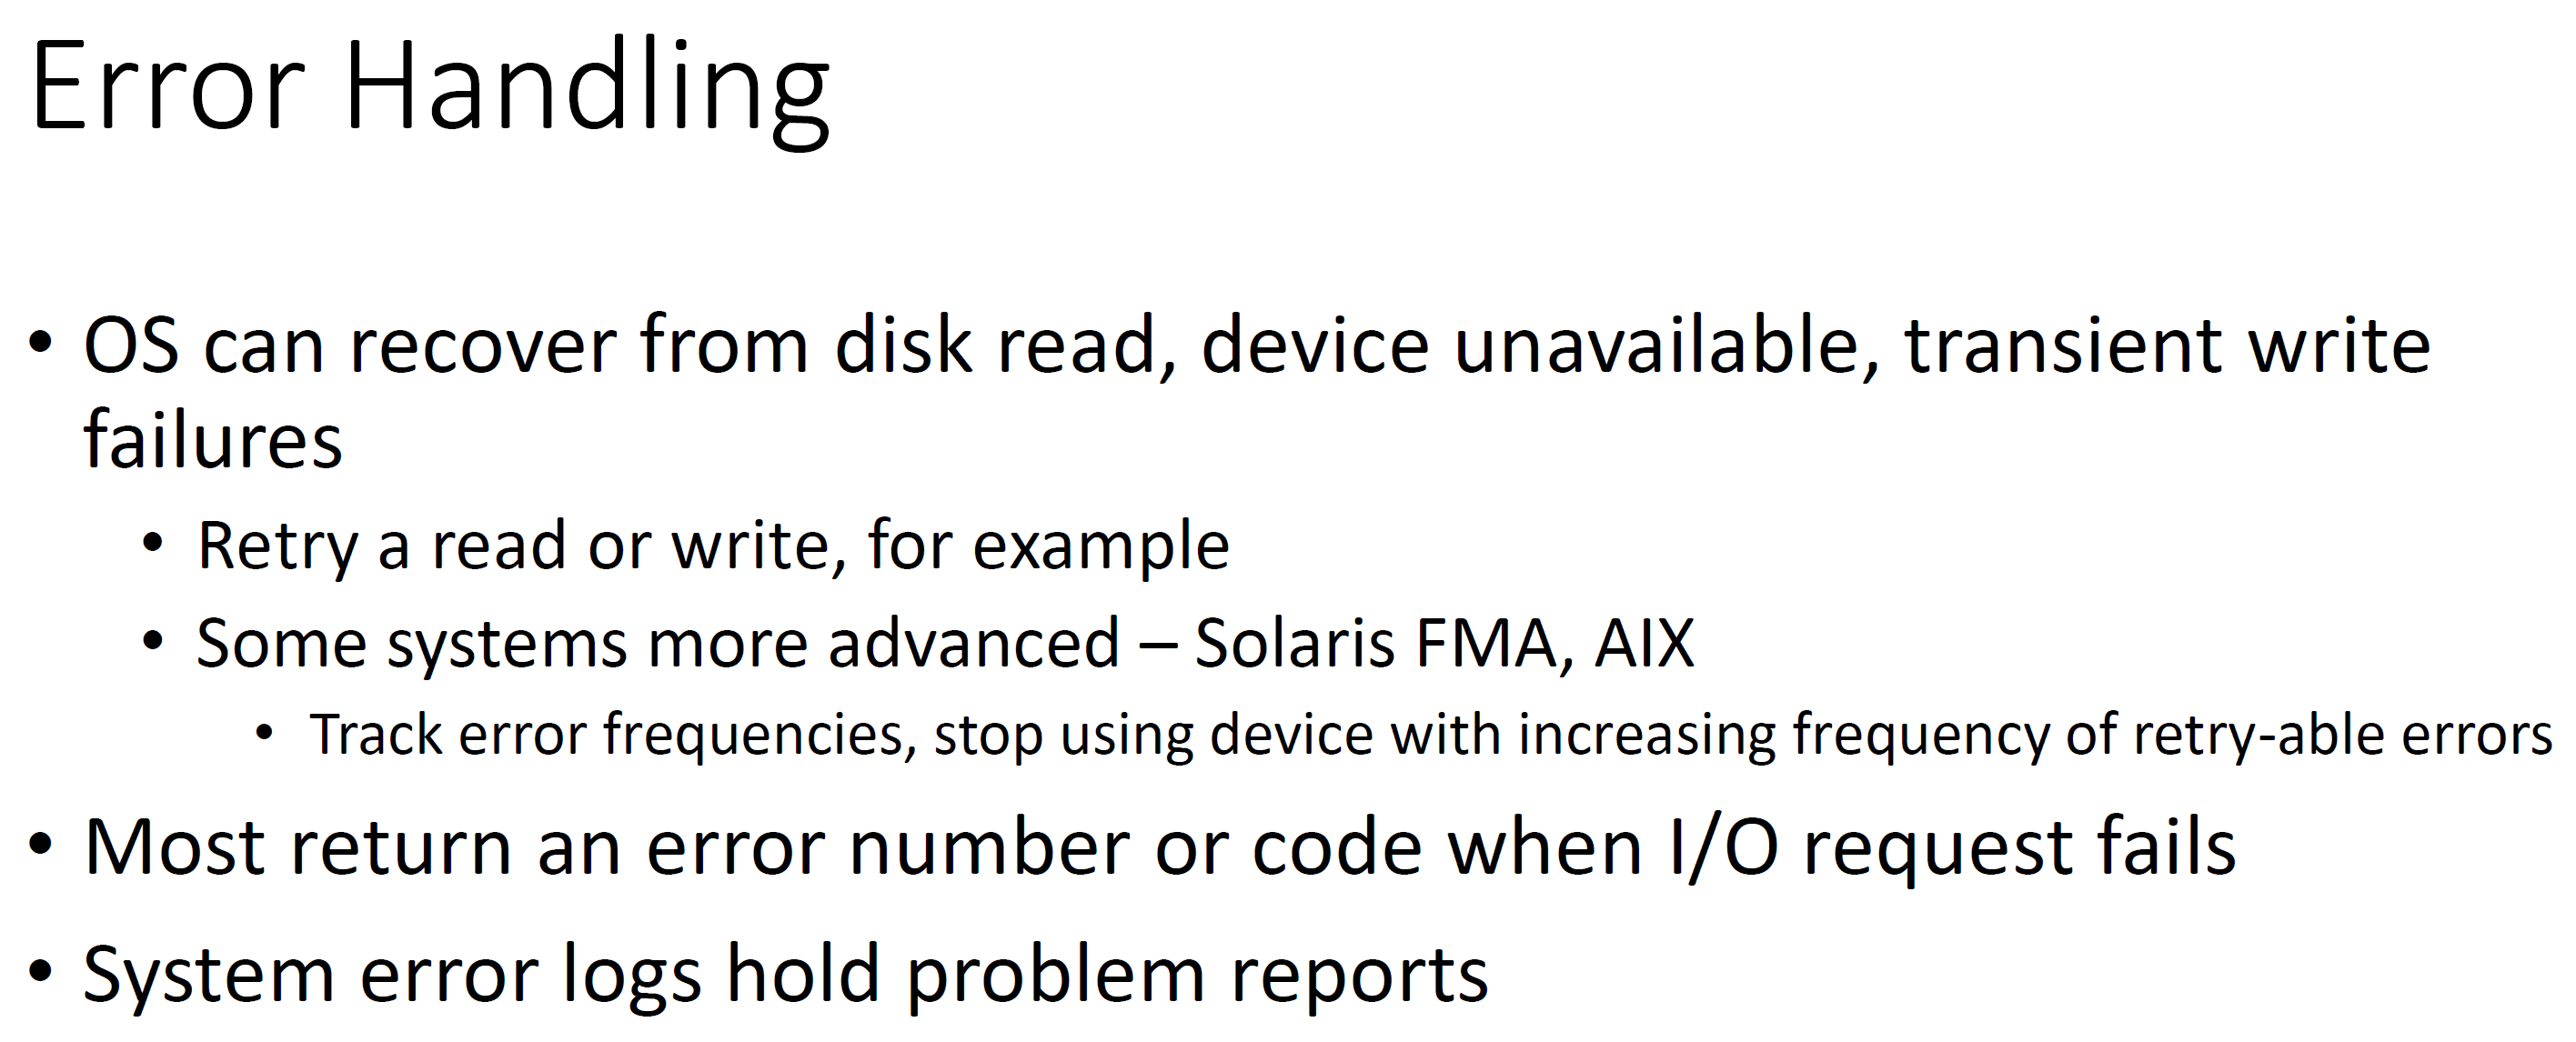 Error Handling
• OS can recover from disk read, device unavailable, transient write
failures
• Retry a read or write, for example
• Some systems more advanced – Solaris FMA, AIX
• Track error frequencies, stop using device with increasing frequency of retry-able errors
• Most return an error number or code when I/O request fails
• System error logs hold problem reports